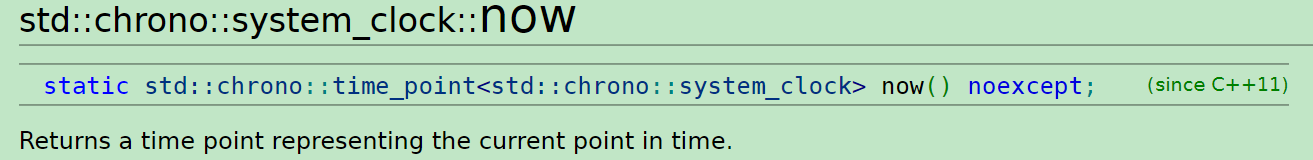 std::chrono::system_clock::now
static std::chrono::time_point<std::chrono::system_clock> now() noexcept; (since C++11)
Returns a time point representing the current point in time.